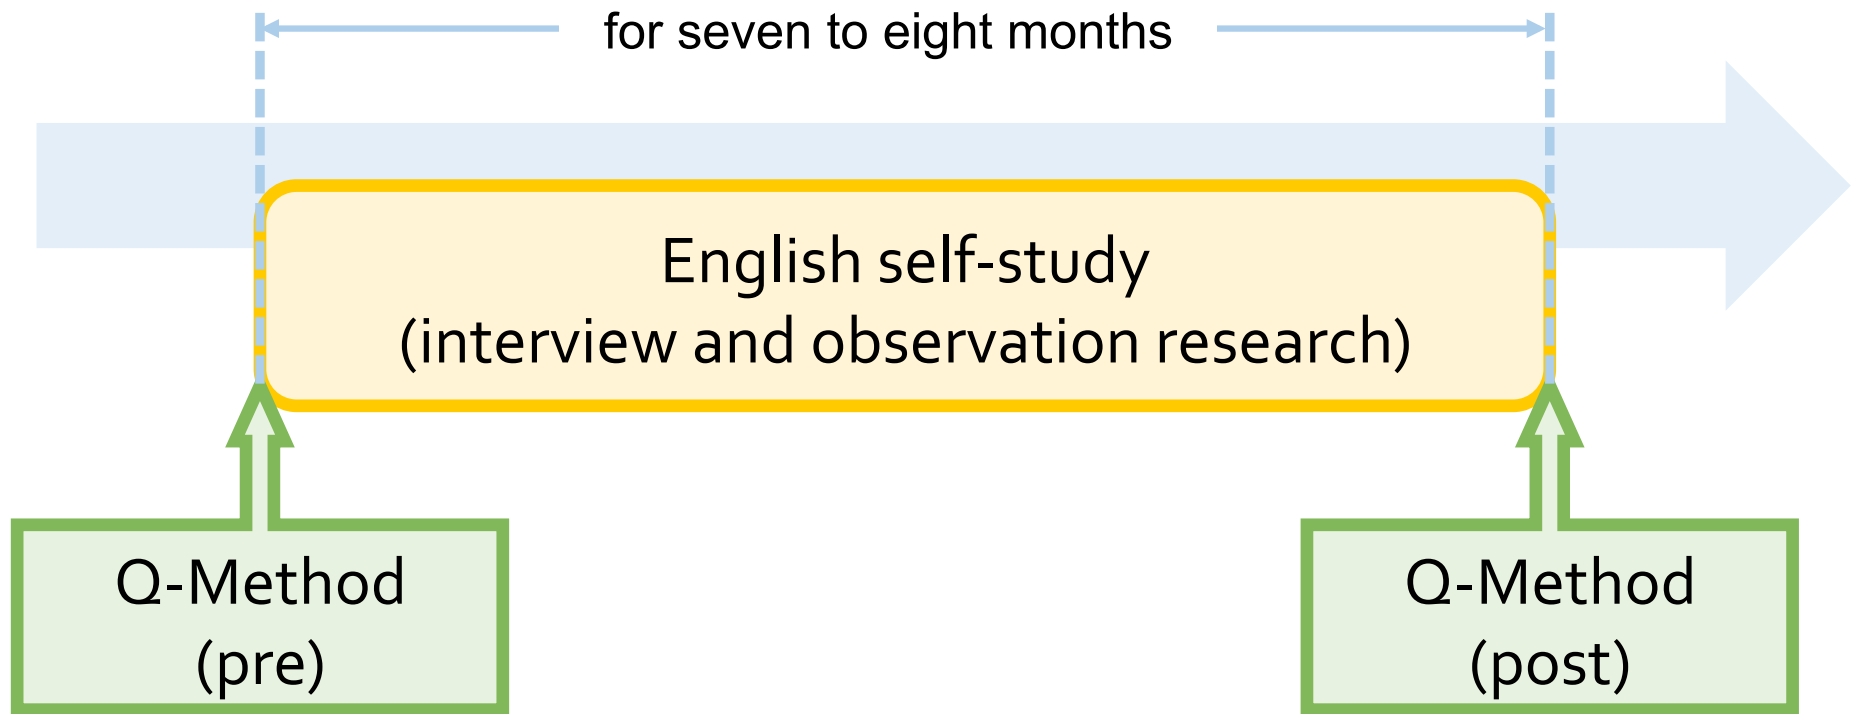 for seven to eight months
English self-study
(interview and observation research)
Q-Method
(pre)
Q-Method
(post)